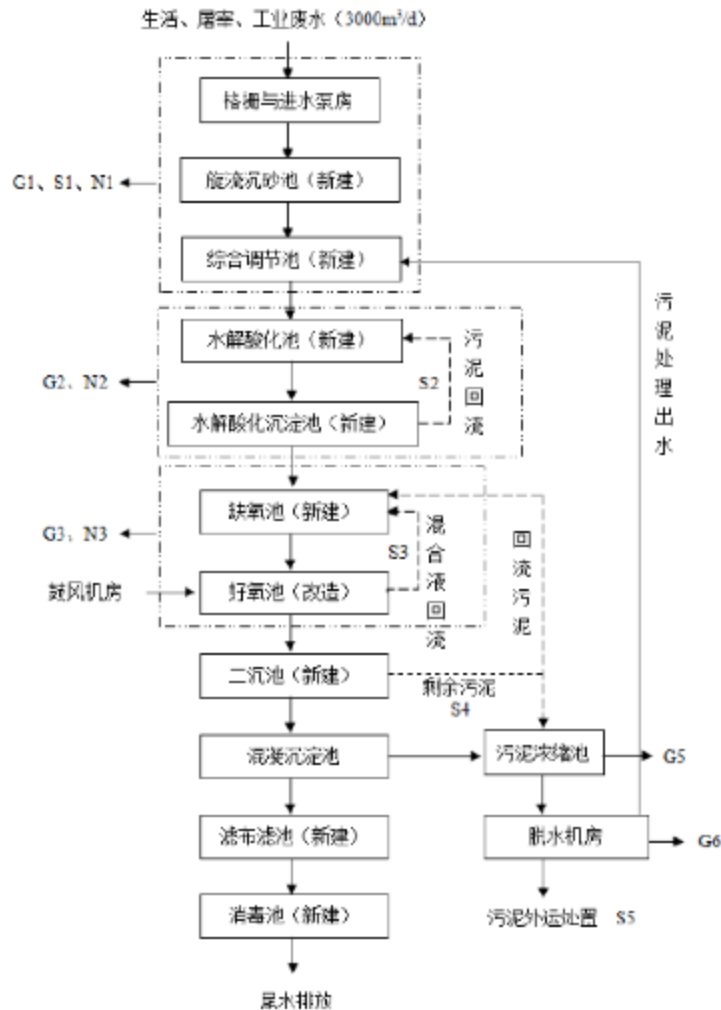 生活、屠宰、工业废水（3000m³/d）
格栅与进水泵房
旋流沉砂池（新建）
G1、S1、N1
综合调节池（新建）
水解酸化池（新建）
污泥回流
S2
G2、N2
水解酸化沉淀池（新建）
污泥处理出水
缺氧池（新建）
G3、N3
S3
混合液回流
回流污泥
鼓风机房
好氧池（改造）
二沉池（新建）
剩余污泥
S4
混凝沉淀池
污泥浓缩池
G5
滤布滤池（新建）
脱水机房
G6
消毒池（新建）
污泥外运处置 S5
尾水排放